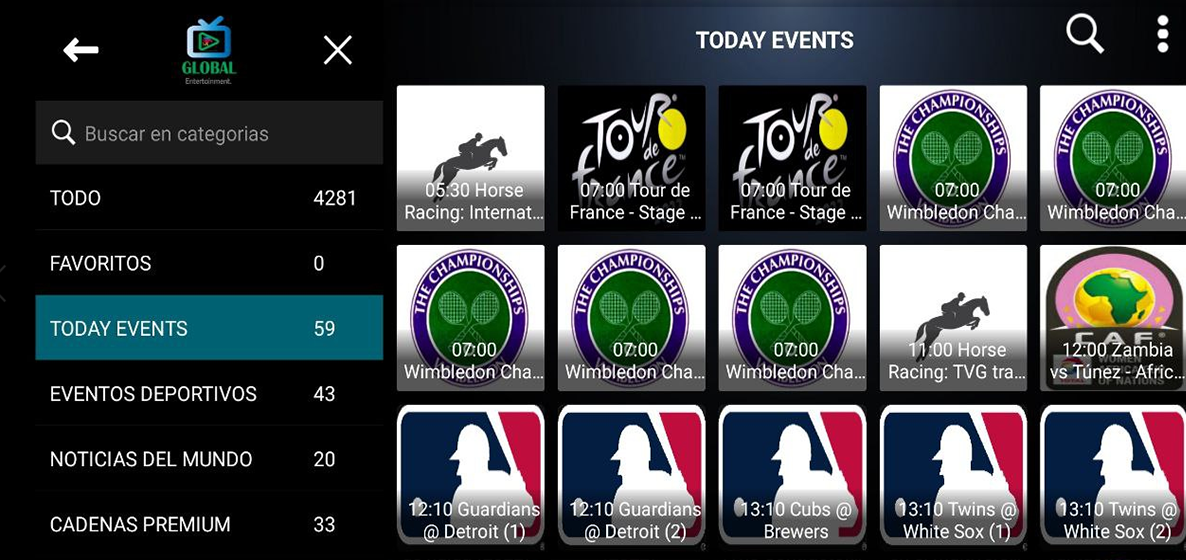 GLOBAL
Entertainment.
Buscar en categorias
TODO 4281
FAVORITOS 0
TODAY EVENTS 59
EVENTOS DEPORTIVOS 43
NOTICIAS DEL MUNDO 20
CADENAS PREMIUM 33
TODAY EVENTS
05:30 Horse
Racing: Internat...
TOUR
de
france
07:00 Tour de
France - Stage ...
TOUR
de
france
07:00 Tour de
France - Stage ...
THE CHAMPIONSHIPS
07:00
Wimbledon Cha...
THE CHAMPIONSHIPS
07:00
Wimbledon Cha...
THE CHAMPIONSHIPS
07:00
Wimbledon Cha...
THE CHAMPIONSHIPS
07:00
Wimbledon Cha...
THE CHAMPIONSHIPS
07:00
Wimbledon Cha...
11:00 Horse
Racing: TVG tra...
CAF
12:00 Zambia
vs Túnez - Afric...
OF NATIONS
12:10 Guardians
@ Detroit (1)
12:10 Guardians
@ Detroit (2)
13:10 Cubs @
Brewers
13:10 Twins @
White Sox (1)
13:10 Twins @
White Sox (2)